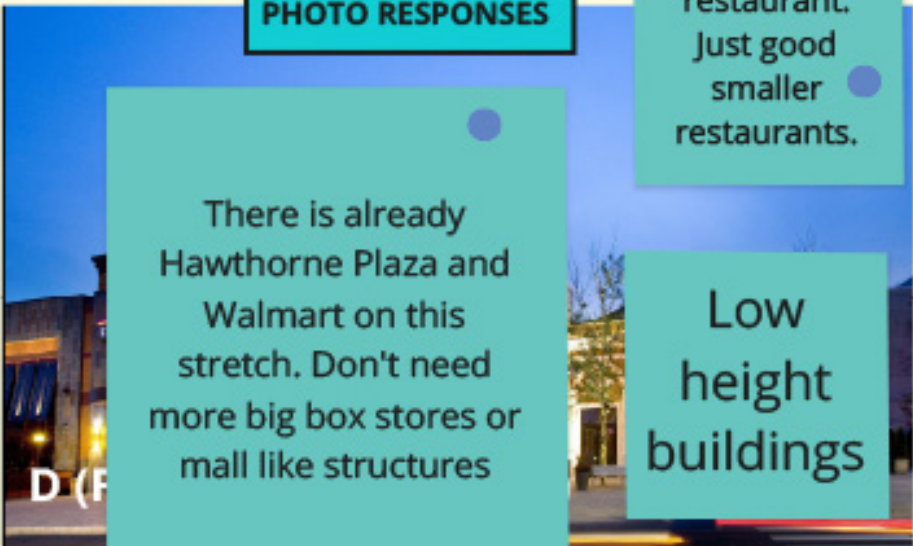 PHOTO RESPONSES
restaurant.
Just good
smaller
restaurants.
There is already
Hawthorne Plaza and
Walmart on this
stretch. Don't need
more big box stores or
mall like structures
Low
height
buildings
D (